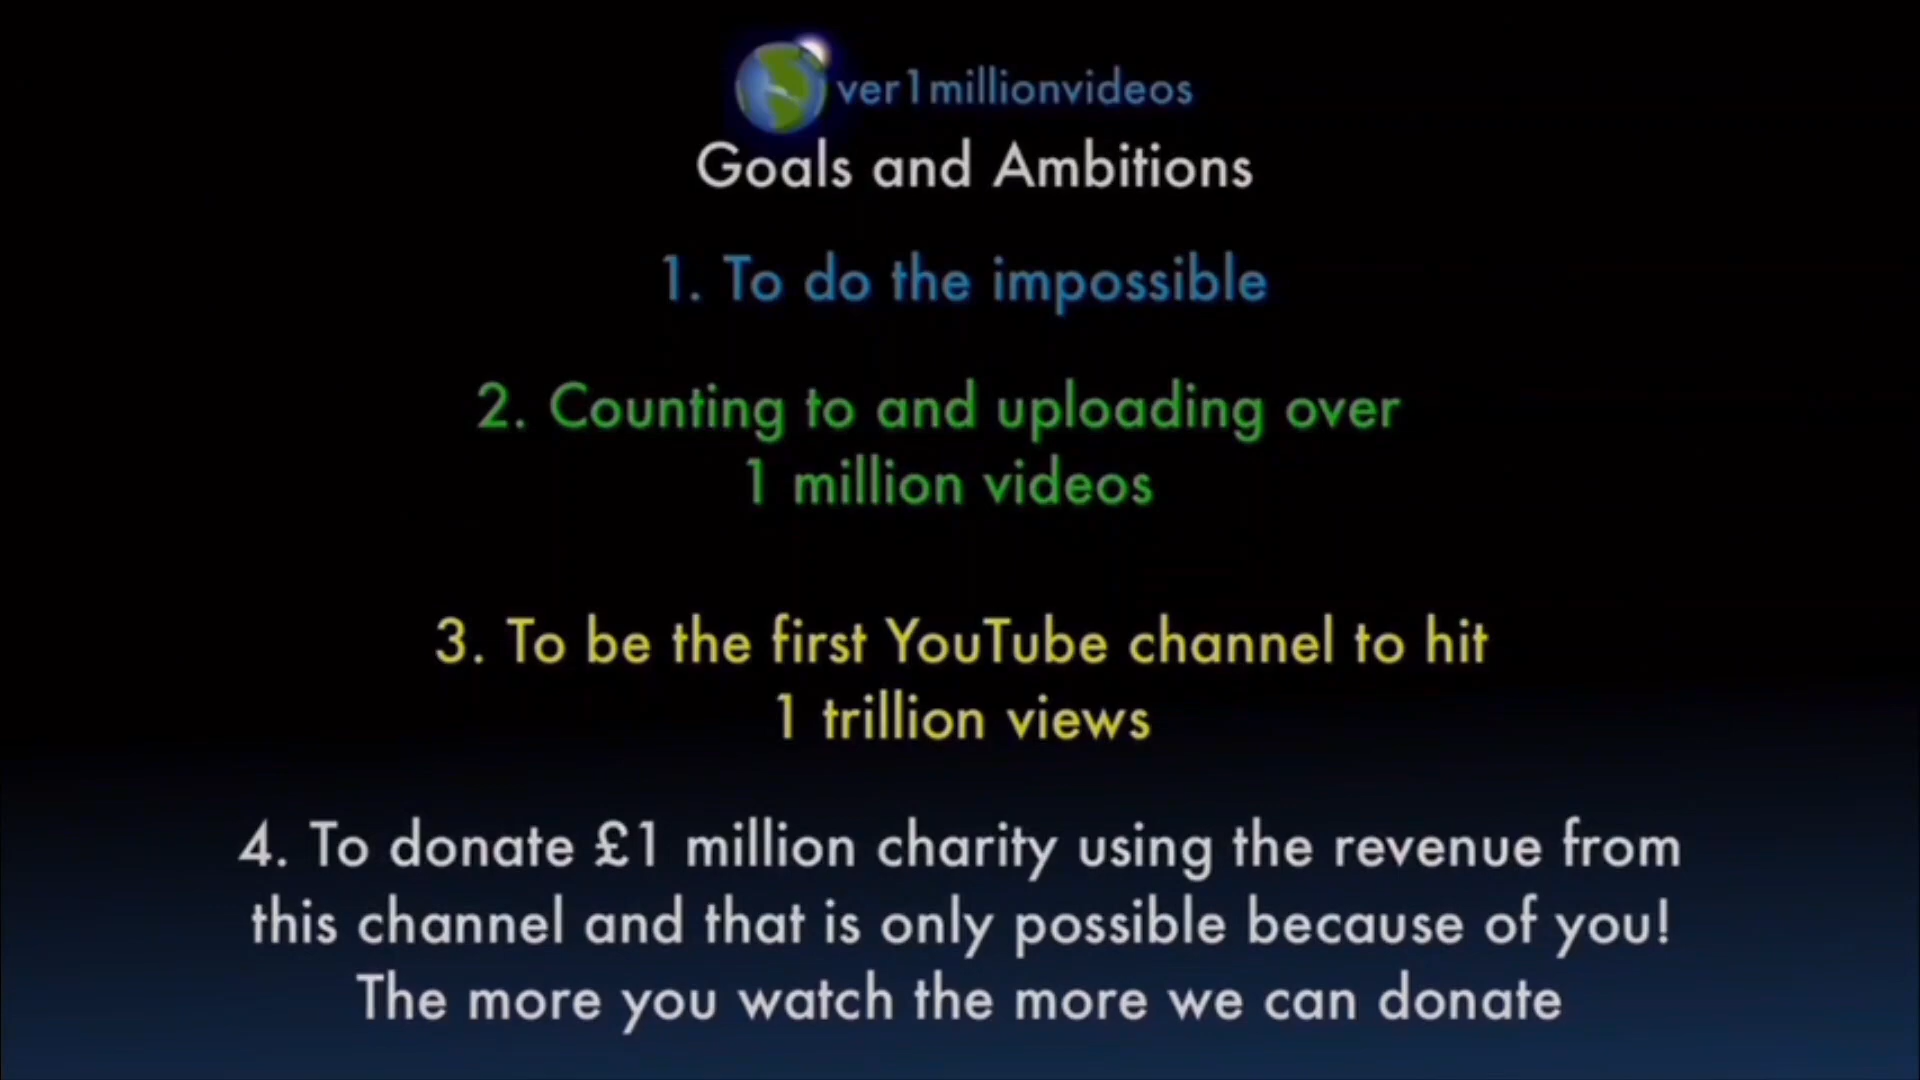 ver1millionvideos
Goals and Ambitions
1. To do the impossible
2. Counting to and uploading over
1 million videos
3. To be the first YouTube channel to hit
1 trillion views
4. To donate £1 million charity using the revenue from
this channel and that is only possible because of you!
The more you watch the more we can donate